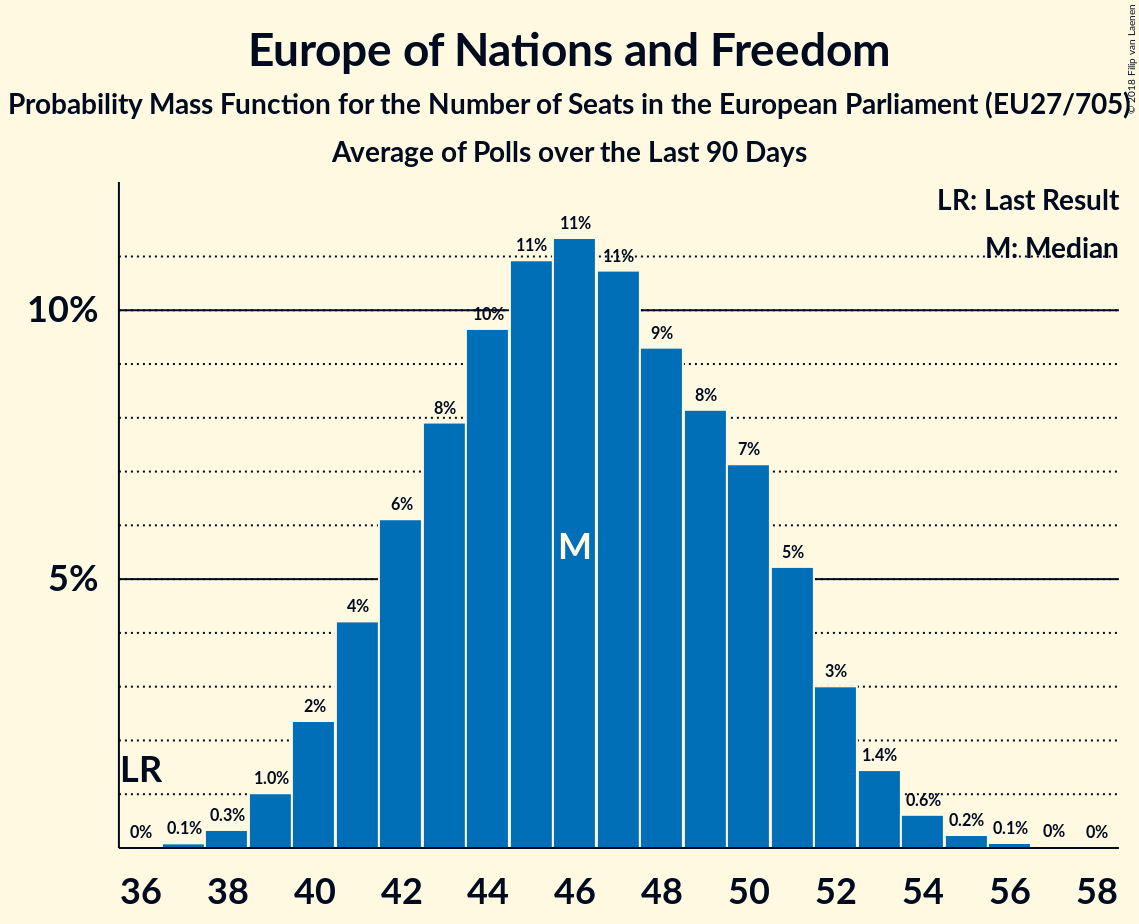 Europe of Nations and Freedom
Probability Mass Function for the Number of Seats in the European Parliament (EU27/705)
Average of Polls over the Last 90 Days
© 2018 Filip van Laenen
LR: Last Result
M: Median
10%
5%
LR
M
0%
0.1%
0.3%
1.0%
2%
4%
6%
8%
10%
11%
11%
11%
9%
8%
7%
5%
3%
1.4%
0.6%
0.2%
0.1%
0%
0%
36 38 40 42 44 46 48 50 52 54 56 58